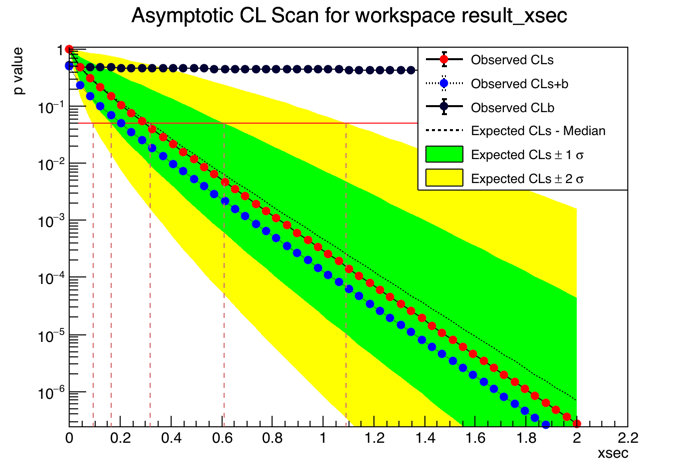 Asymptotic CL Scan for workspace result_xsec
p value
1
10⁻¹
10⁻²
10⁻³
10⁻⁴
10⁻⁵
10⁻⁶
Observed CLs
Observed CLs+b
Observed CLb
Expected CLs - Median
Expected CLs ± 1 σ
Expected CLs ± 2 σ
0 0.2 0.4 0.6 0.8 1 1.2 1.4 1.6 1.8 2 2.2
xsec